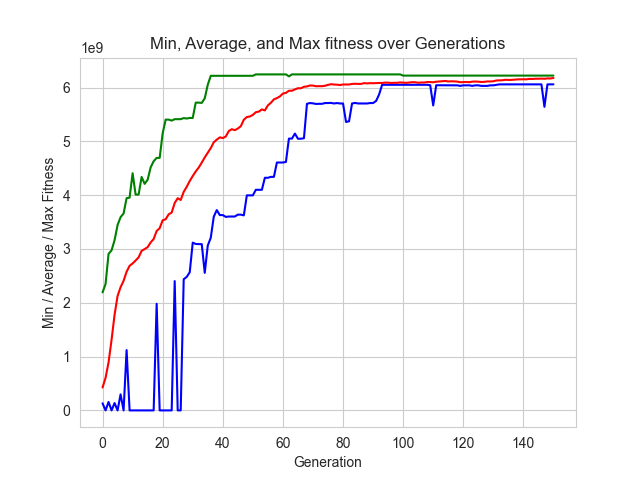 Min, Average, and Max fitness over Generations
1e9
6
5
4
3
2
1
0
Min / Average / Max Fitness
0 20 40 60 80 100 120 140
Generation